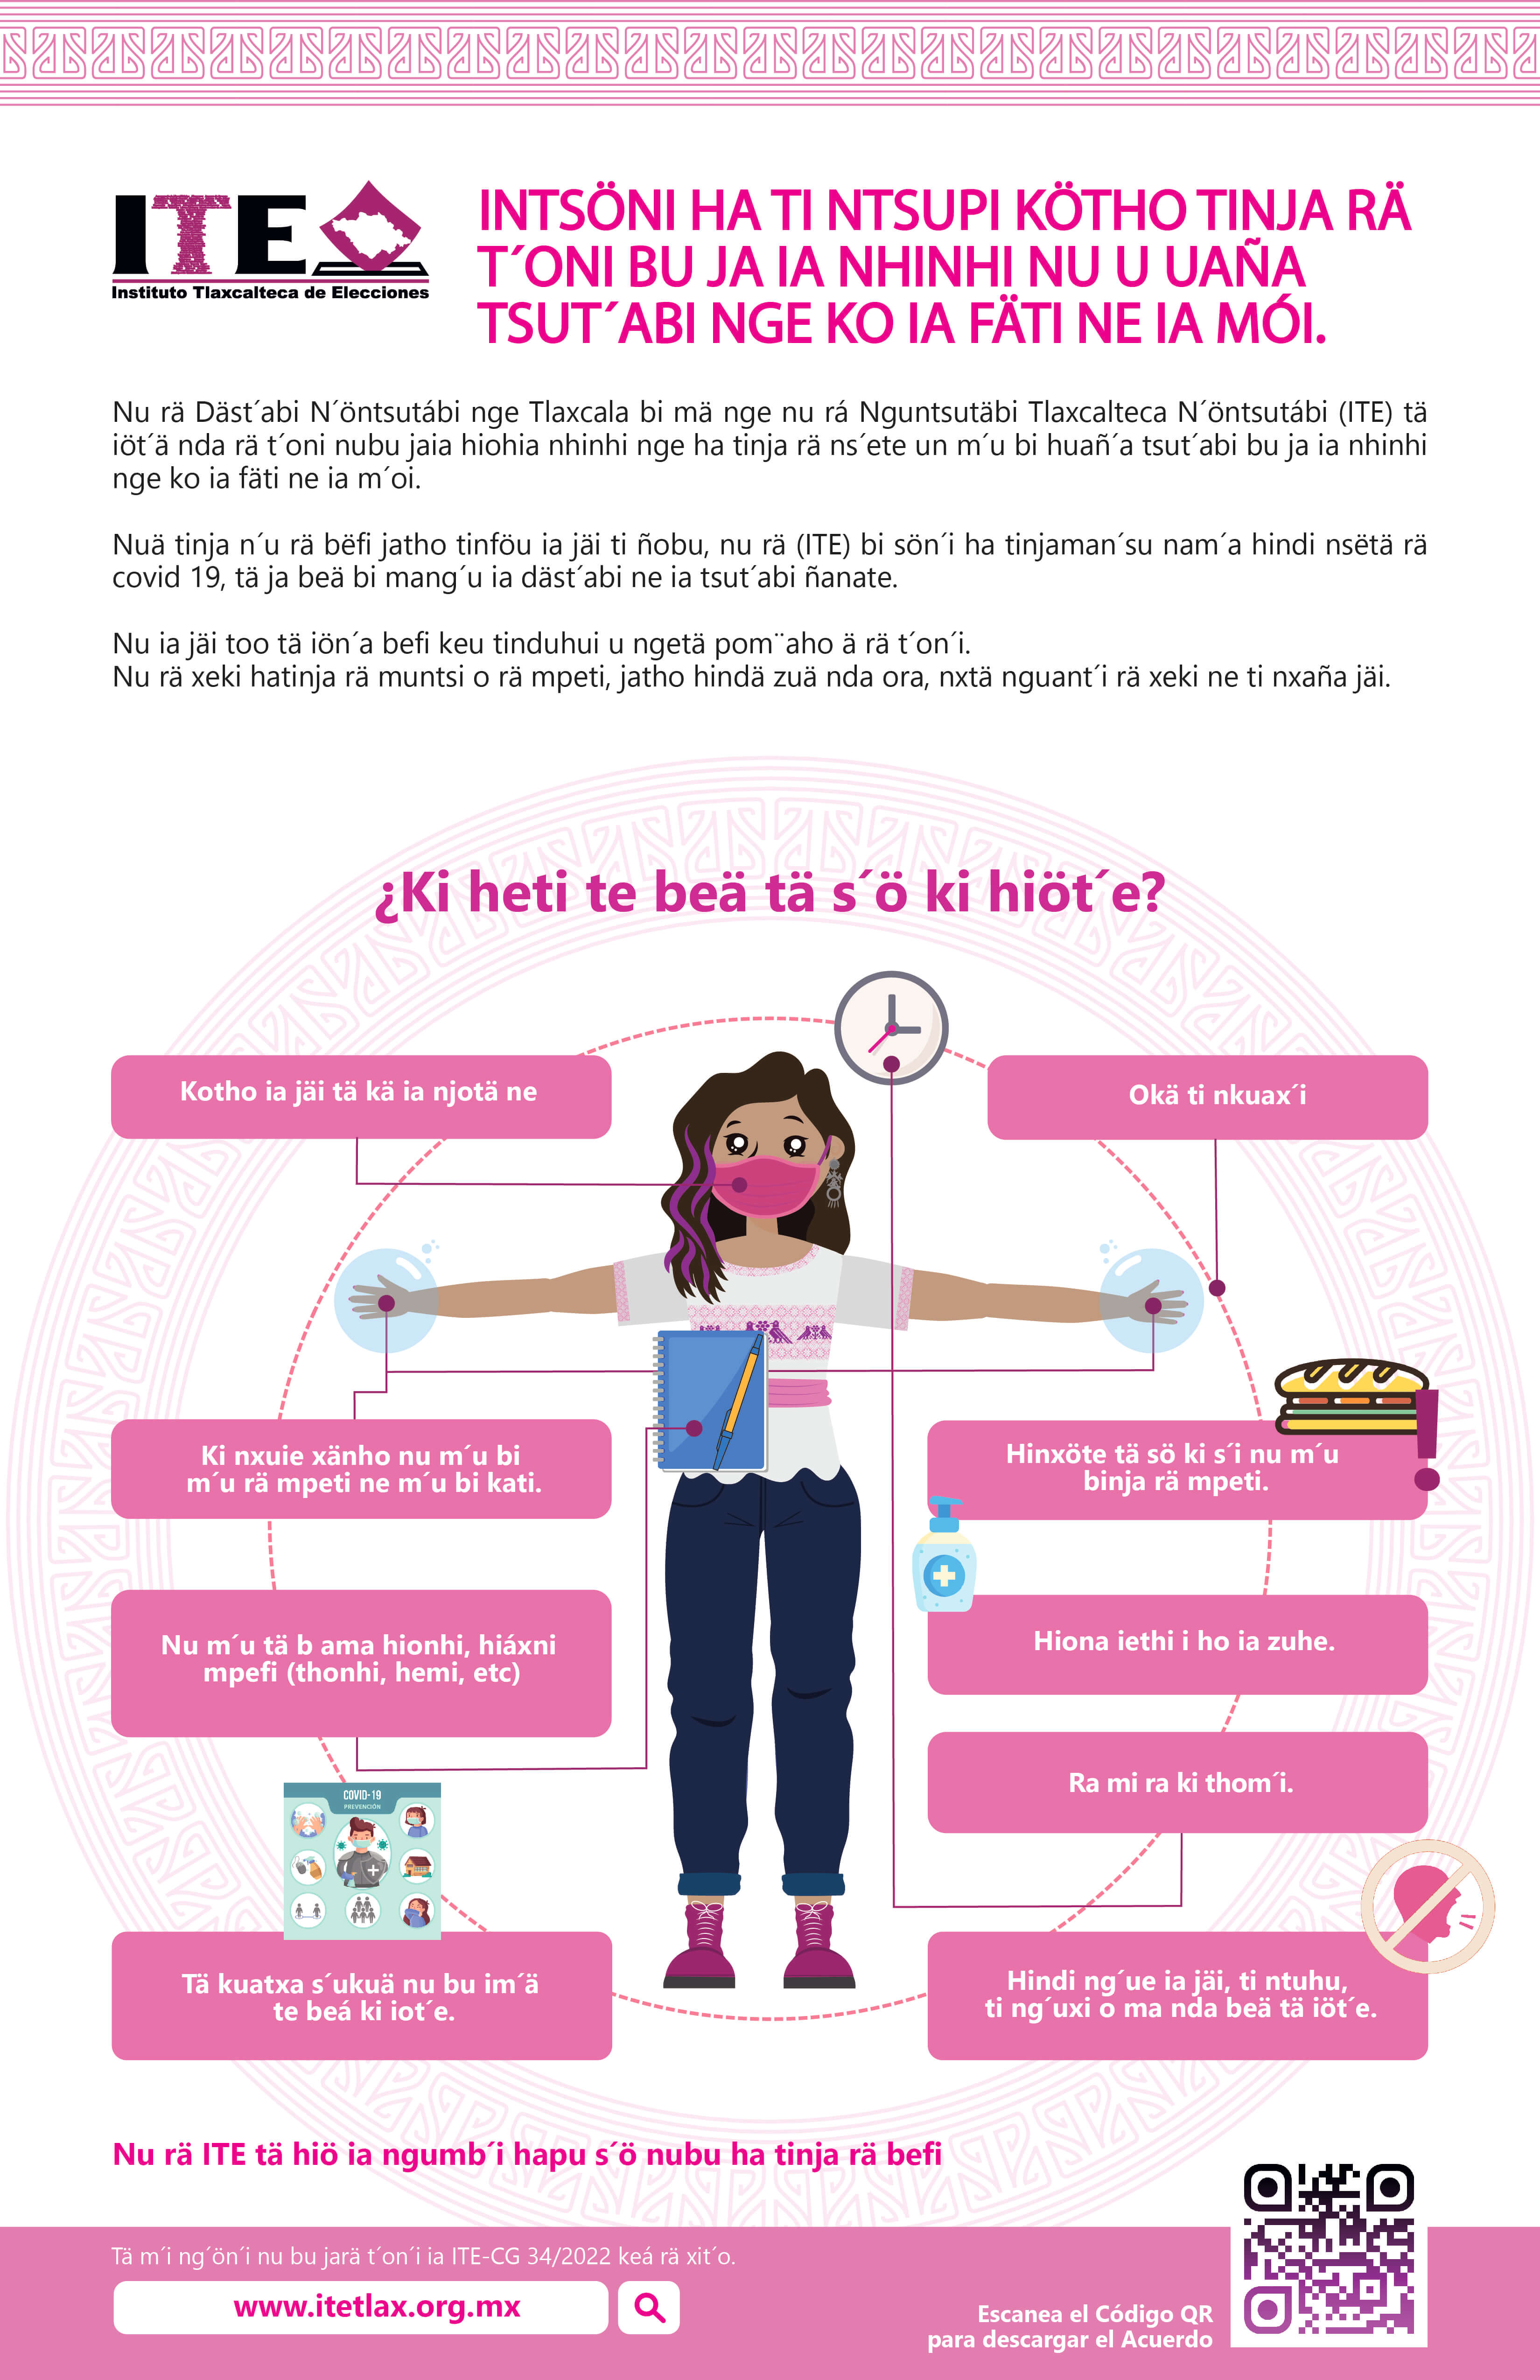 ITE
Instituto Tlaxcalteca de Elecciones
INTSÖNI HA TI NTSUPI KÖTHO TINJA RÄ
T´ONI BU JA IA NHINHI NU U UAÑA
TSUT´ABI NGE KO IA FÄTI NE IA MÓI.
Nu rä Däst´abi N´öntsutábi nge Tlaxcala bi mä nge nu rá Nguntsutäbi Tlaxcalteca N´öntsutábi (ITE) tä
iöt´ä nda rä t´oni nubu jaia hiohia nhinhi nge ha tinja rä ns´ete un m´u bi huañ´a tsut´abi bu ja ia nhinhi
nge ko ia fäti ne ia m´oi.
Nuä tinja n´u rä bëfi jatho tinföu ia jäi ti ñobu, nu rä (ITE) bi sön´i ha tinjaman´su nam´a hindi nsëtä rä
covid 19, tä ja beä bi mang´u ia däst´abi ne ia tsut´abi ñanate.
Nu ia jäi too tä iön´a befi keu tinduhui u ngetä pom¨aho ä rä t´on´i.
Nu rä xeki hatinja rä muntsi o rä mpeti, jatho hindä zuä nda ora, nxtä nguant´i rä xeki ne ti nxaña jäi.
¿Ki heti te beä tä s´ö ki hiöt´e?
Kotho ia jäi tä kä ia njotä ne
Okä ti nkuax´i
Ki nxuie xänho nu m´u bi
m´u rä mpeti ne m´u bi kati.
Hinxöte tä sö ki s´i nu m´u
binja rä mpeti.
Nu m´u tä b ama hionhi, hiáxni
mpefi (thonhi, hemi, etc)
Hiona iethi i ho ia zuhe.
Ra mi ra ki thom´i.
COVID-19
PREVENCIÓN
Tä kuatxa s´ukuä nu bu im´ä
te beá ki iot´e.
Hindi ng´ue ia jäi, ti ntuhu,
ti ng´uxi o ma nda beä tä iöt´e.
Nu rä ITE tä hiö ia ngumb´i hapu s´ö nubu ha tinja rä befi
Tä m´i ng´ön´i nu bu jarä t´on´i ia ITE-CG 34/2022 keá rä xit´o.
www.itetlax.org.mx
Escanea el Código QR
para descargar el Acuerdo